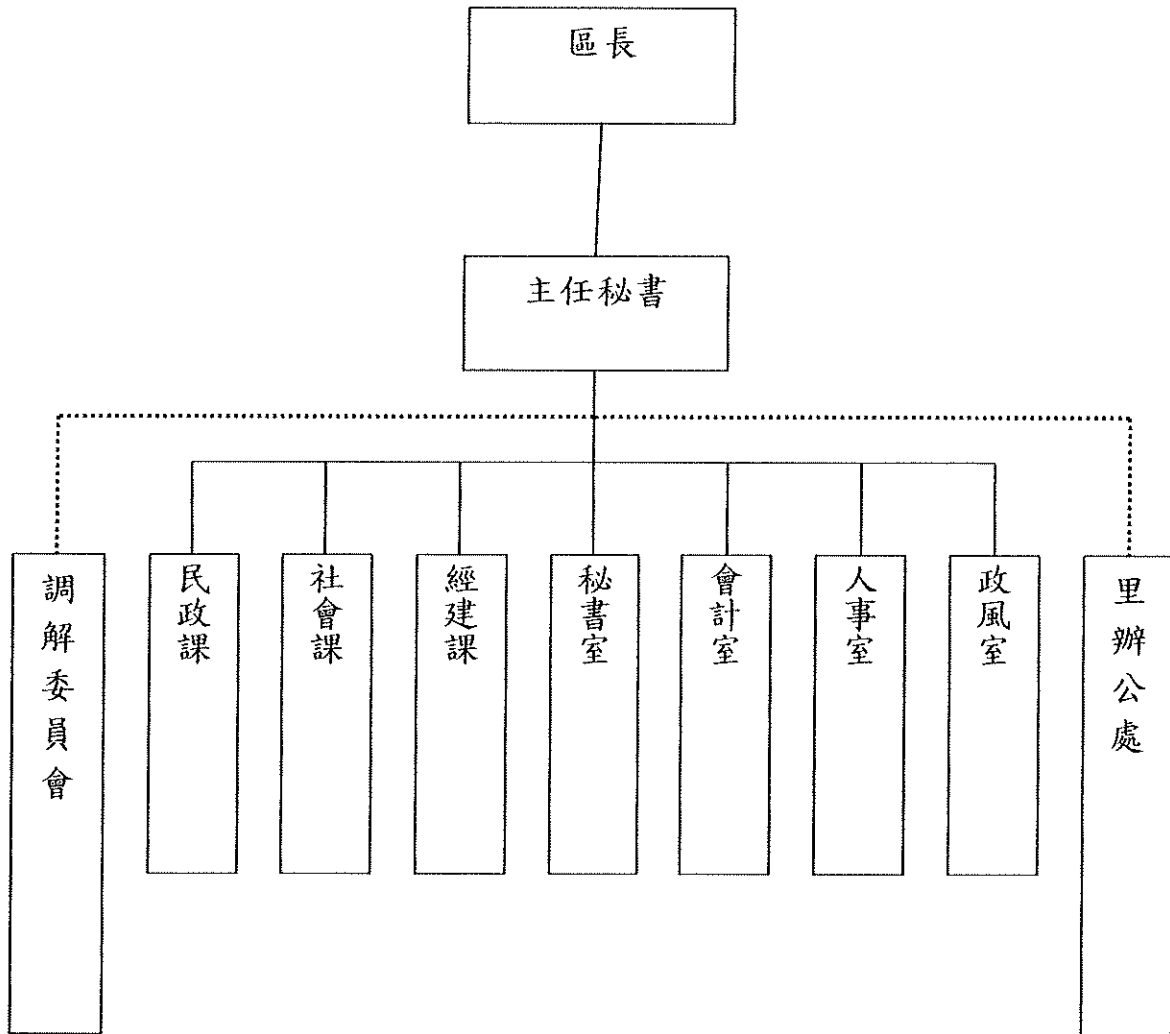 區長
主任秘書
調解委員會
民政課
社會課
經建課
秘書室
會計室
人事室
政風室
里辦公處